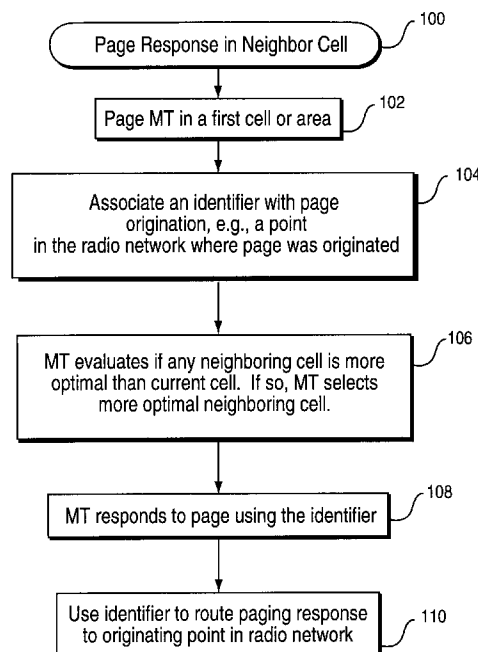 Page Response in Neighbor Cell
100
Page MT in a first cell or area
102
Associate an identifier with page
origination, e.g., a point
in the radio network where page was originated
104
MT evaluates if any neighboring cell is more
optimal than current cell. If so, MT selects
more optimal neighboring cell.
106
MT responds to page using the identifier
108
Use identifier to route paging response
to originating point in radio network
110